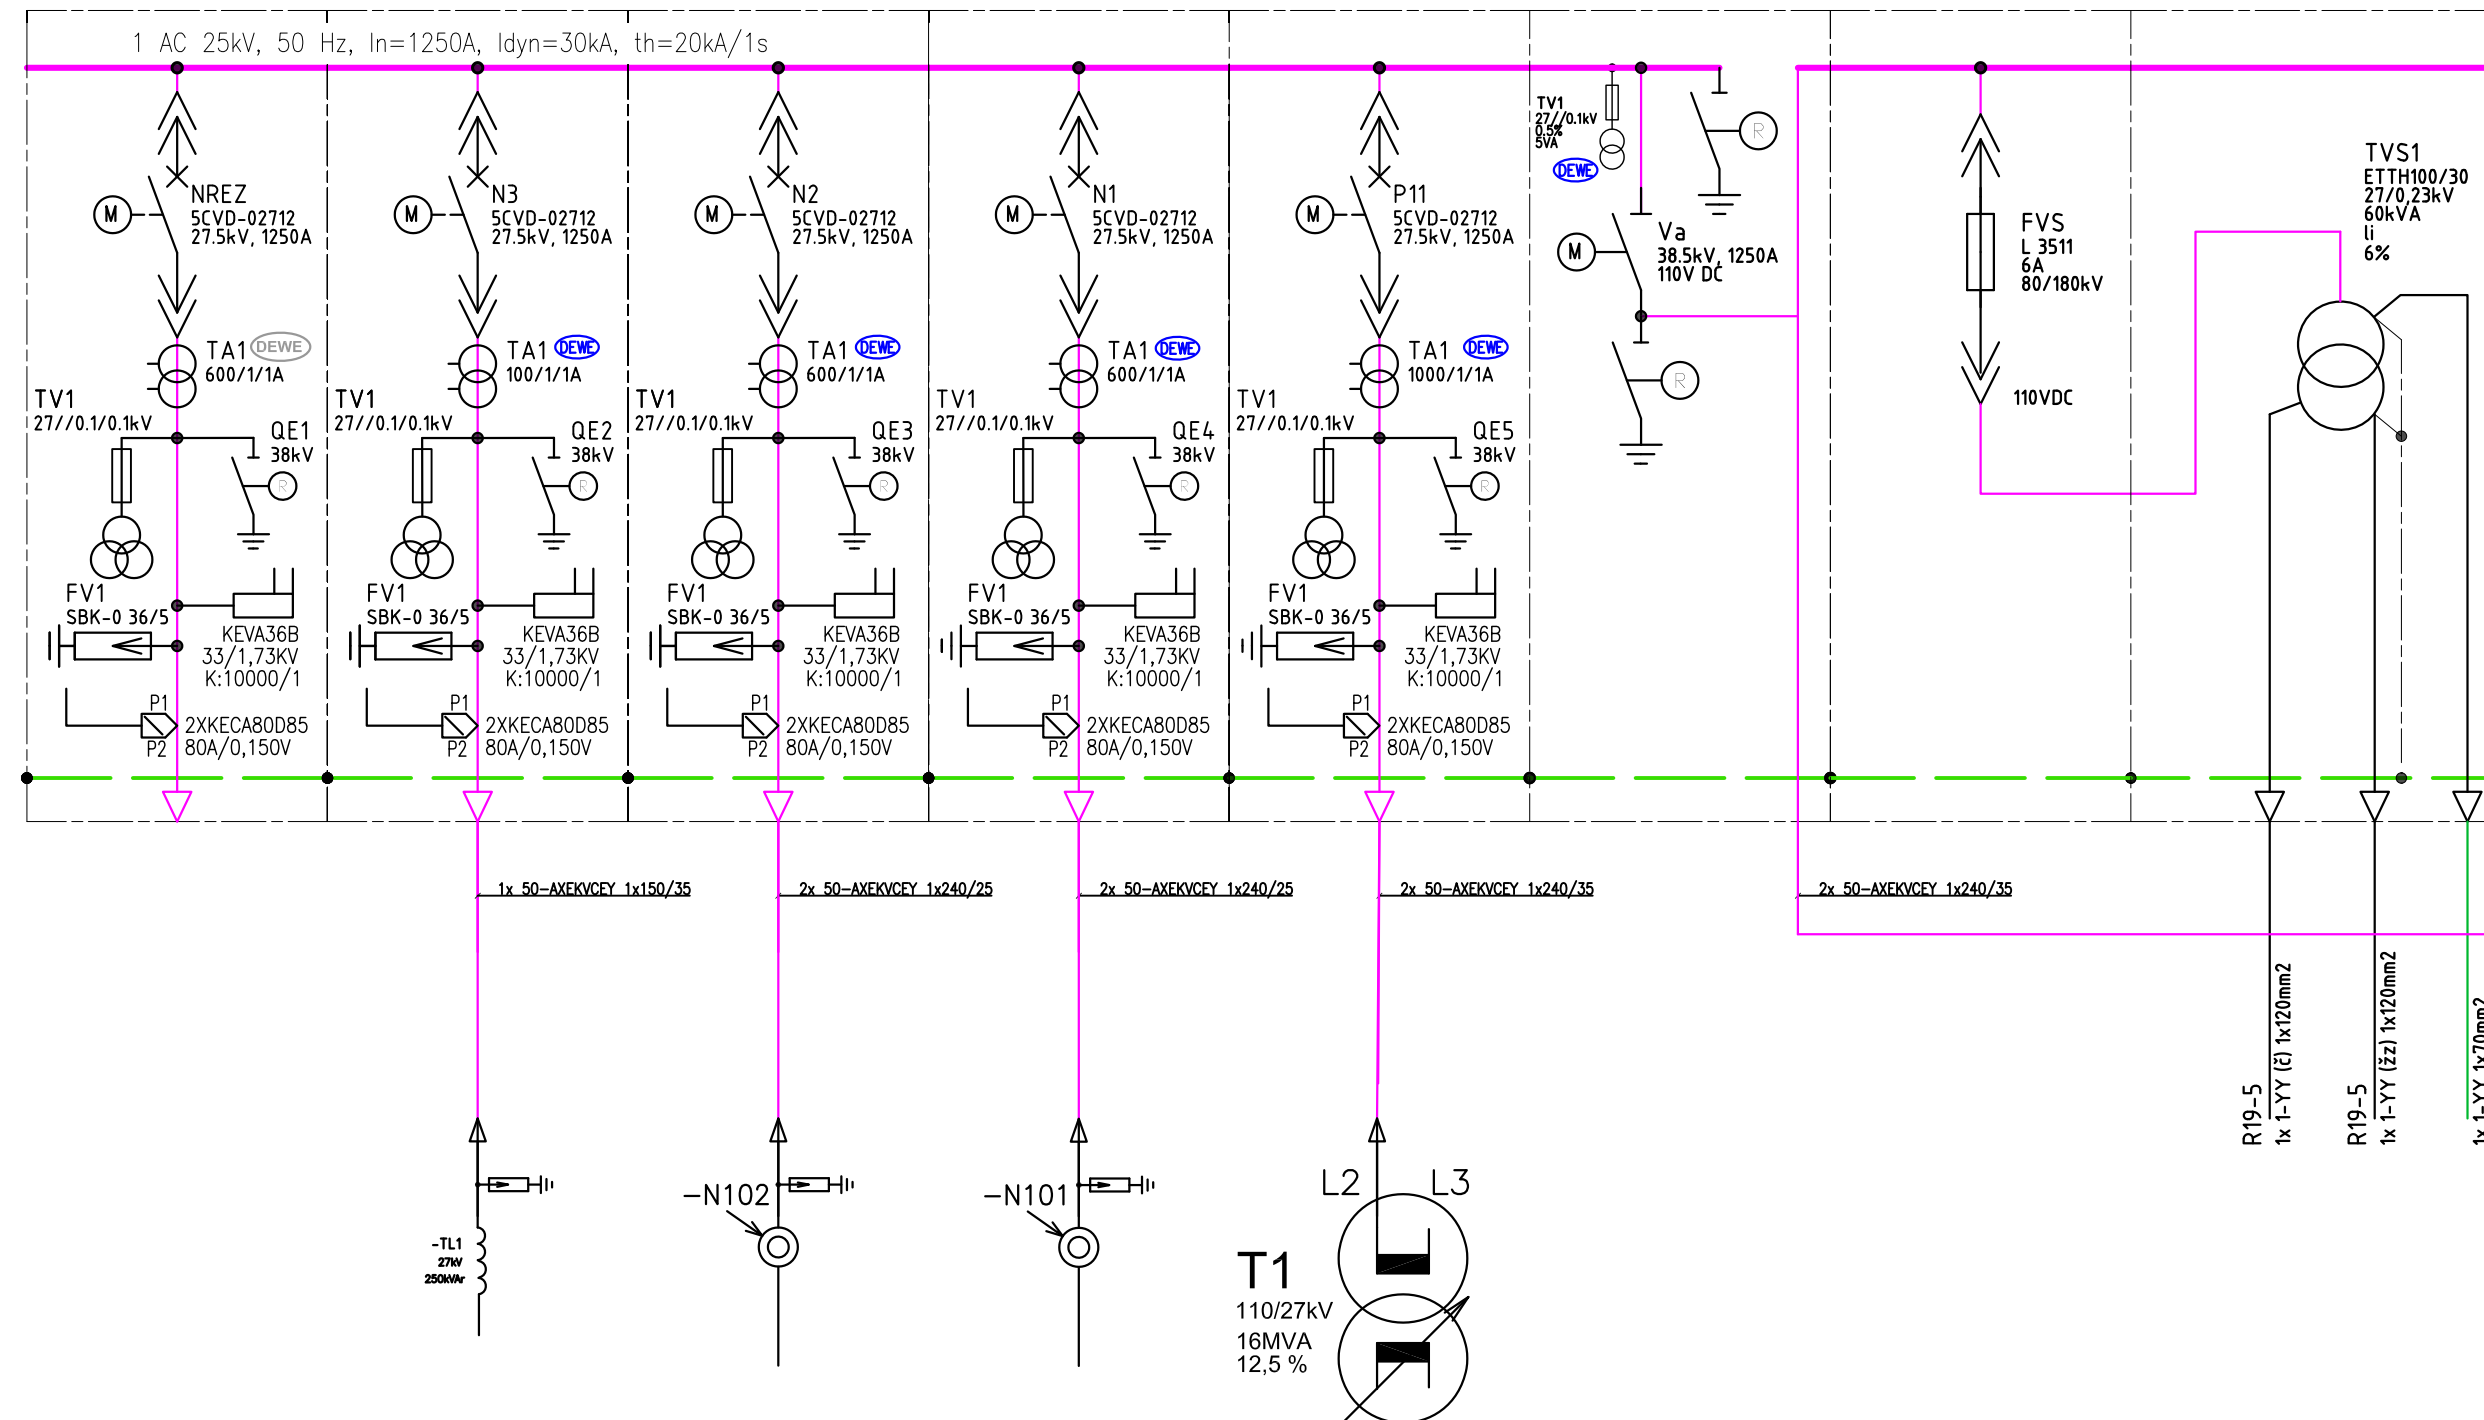 1 AC 25kV, 50 Hz, In=1250A, Idyn=30kA, th=20kA/1s
M
NREZ
5CVD-02712
27.5kV, 1250A
TA1
DEWE
600/1/1A
TV1
27//0.1/0.1kV
QE1
38kV
R
FV1
SBK-0 36/5
KEVA36B
33/1,73KV
K:10000/1
P1
P2
2XKECA80D85
80A/0,150V
M
N3
5CVD-02712
27.5kV, 1250A
TA1
DEWE
100/1/1A
TV1
27//0.1/0.1kV
QE2
38kV
R
FV1
SBK-0 36/5
KEVA36B
33/1,73KV
K:10000/1
P1
P2
2XKECA80D85
80A/0,150V
1x 50-AXEKVCEY 1x150/35
-TL1
27kV
250kVAr
M
N2
5CVD-02712
27.5kV, 1250A
TA1
DEWE
600/1/1A
TV1
27//0.1/0.1kV
QE3
38kV
R
FV1
SBK-0 36/5
KEVA36B
33/1,73KV
K:10000/1
P1
P2
2XKECA80D85
80A/0,150V
2x 50-AXEKVCEY 1x240/25
-N102
M
N1
5CVD-02712
27.5kV, 1250A
TA1
DEWE
600/1/1A
TV1
27//0.1/0.1kV
QE4
38kV
R
FV1
SBK-0 36/5
KEVA36B
33/1,73KV
K:10000/1
P1
P2
2XKECA80D85
80A/0,150V
2x 50-AXEKVCEY 1x240/25
-N101
M
P11
5CVD-02712
27.5kV, 1250A
TA1
DEWE
1000/1/1A
TV1
27//0.1/0.1kV
QE5
38kV
R
FV1
SBK-0 36/5
KEVA36B
33/1,73KV
K:10000/1
P1
P2
2XKECA80D85
80A/0,150V
2x 50-AXEKVCEY 1x240/35
L2
L3
T1
110/27kV
16MVA
12,5 %
TV1
27//0.1kV
0.5%
5VA
DEWE
R
M
Va
38.5kV, 1250A
110V DC
R
2x 50-AXEKVCEY 1x240/35
FVS
L 3511
6A
80/180kV
110VDC
TVS1
ETTH100/30
27/0,23kV
60kVA
Ii
6%
R19-5
1x 1-YY (č) 1x120mm2
R19-5
1x 1-YY (žz) 1x120mm2
1x 1-YY 1x70mm2